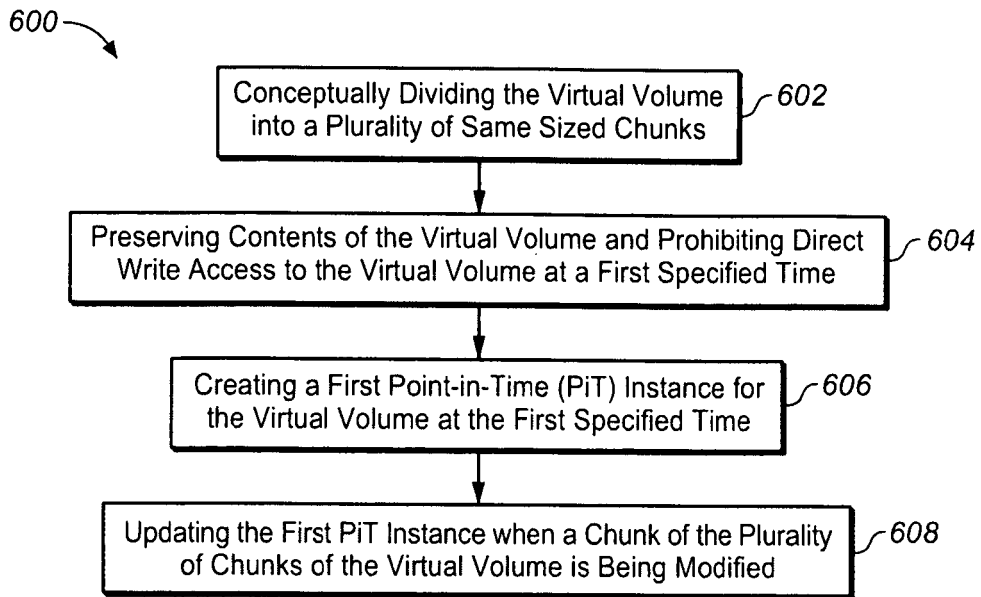 600
Conceptually Dividing the Virtual Volume
into a Plurality of Same Sized Chunks
602
Preserving Contents of the Virtual Volume and Prohibiting Direct
Write Access to the Virtual Volume at a First Specified Time
604
Creating a First Point-in-Time (PiT) Instance for
the Virtual Volume at the First Specified Time
606
Updating the First PiT Instance when a Chunk of the Plurality
of Chunks of the Virtual Volume is Being Modified
608